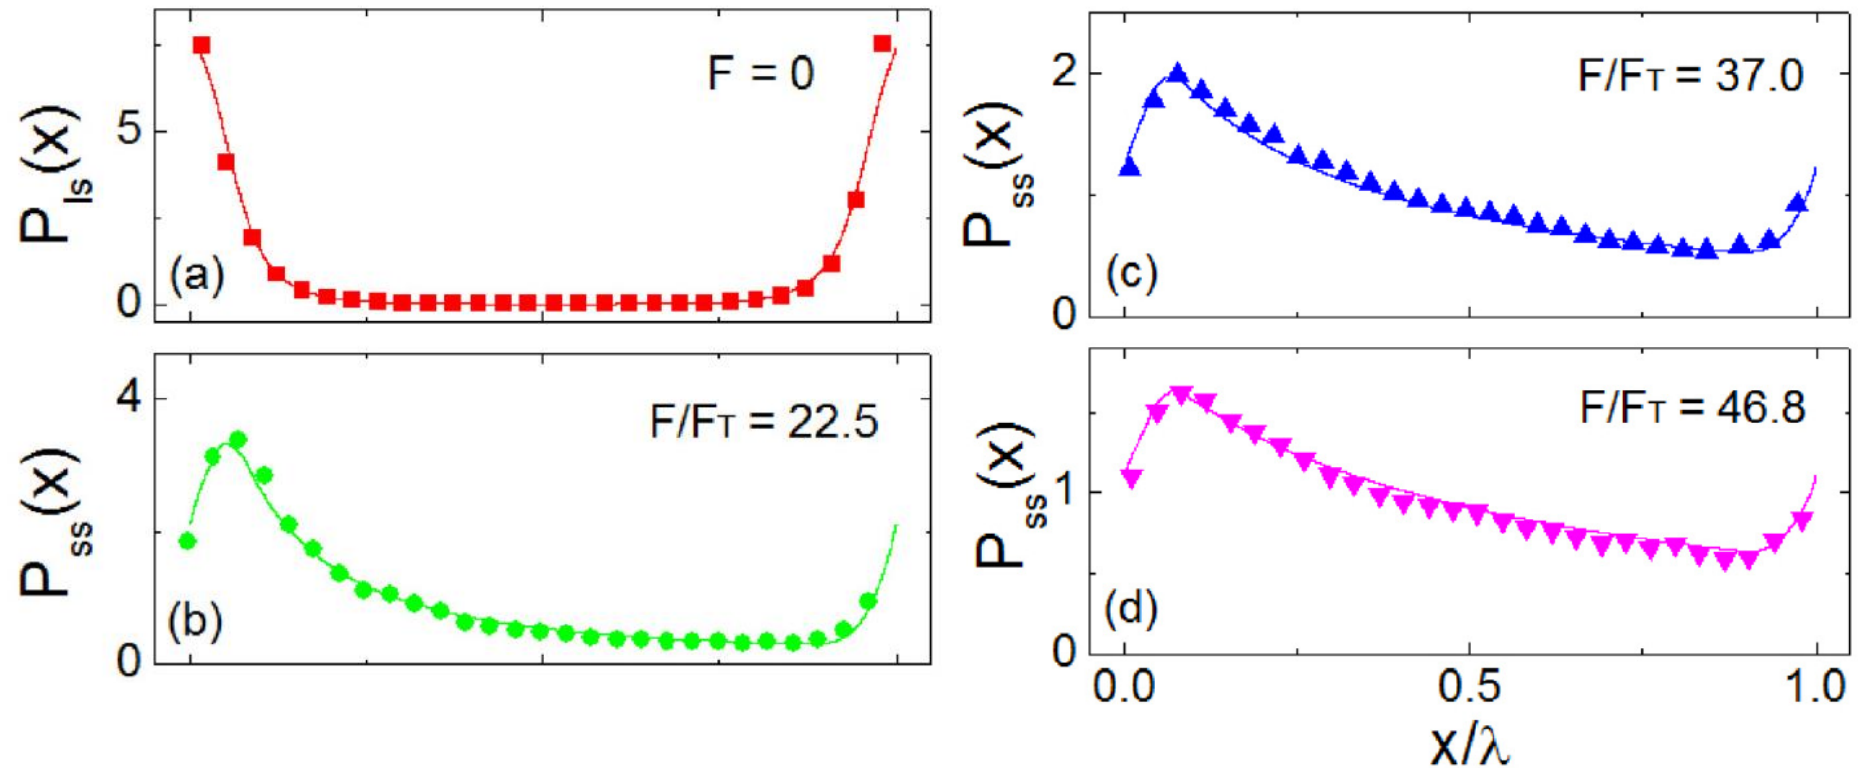 P_ls(x)
5
0
F = 0
(a)
P_ss(x)
4
0
F/F_T = 22.5
(b)
P_ss(x)
2
0
F/F_T = 37.0
(c)
P_ss(x)
1
0
F/F_T = 46.8
(d)
0.0 0.5 1.0
x/λ